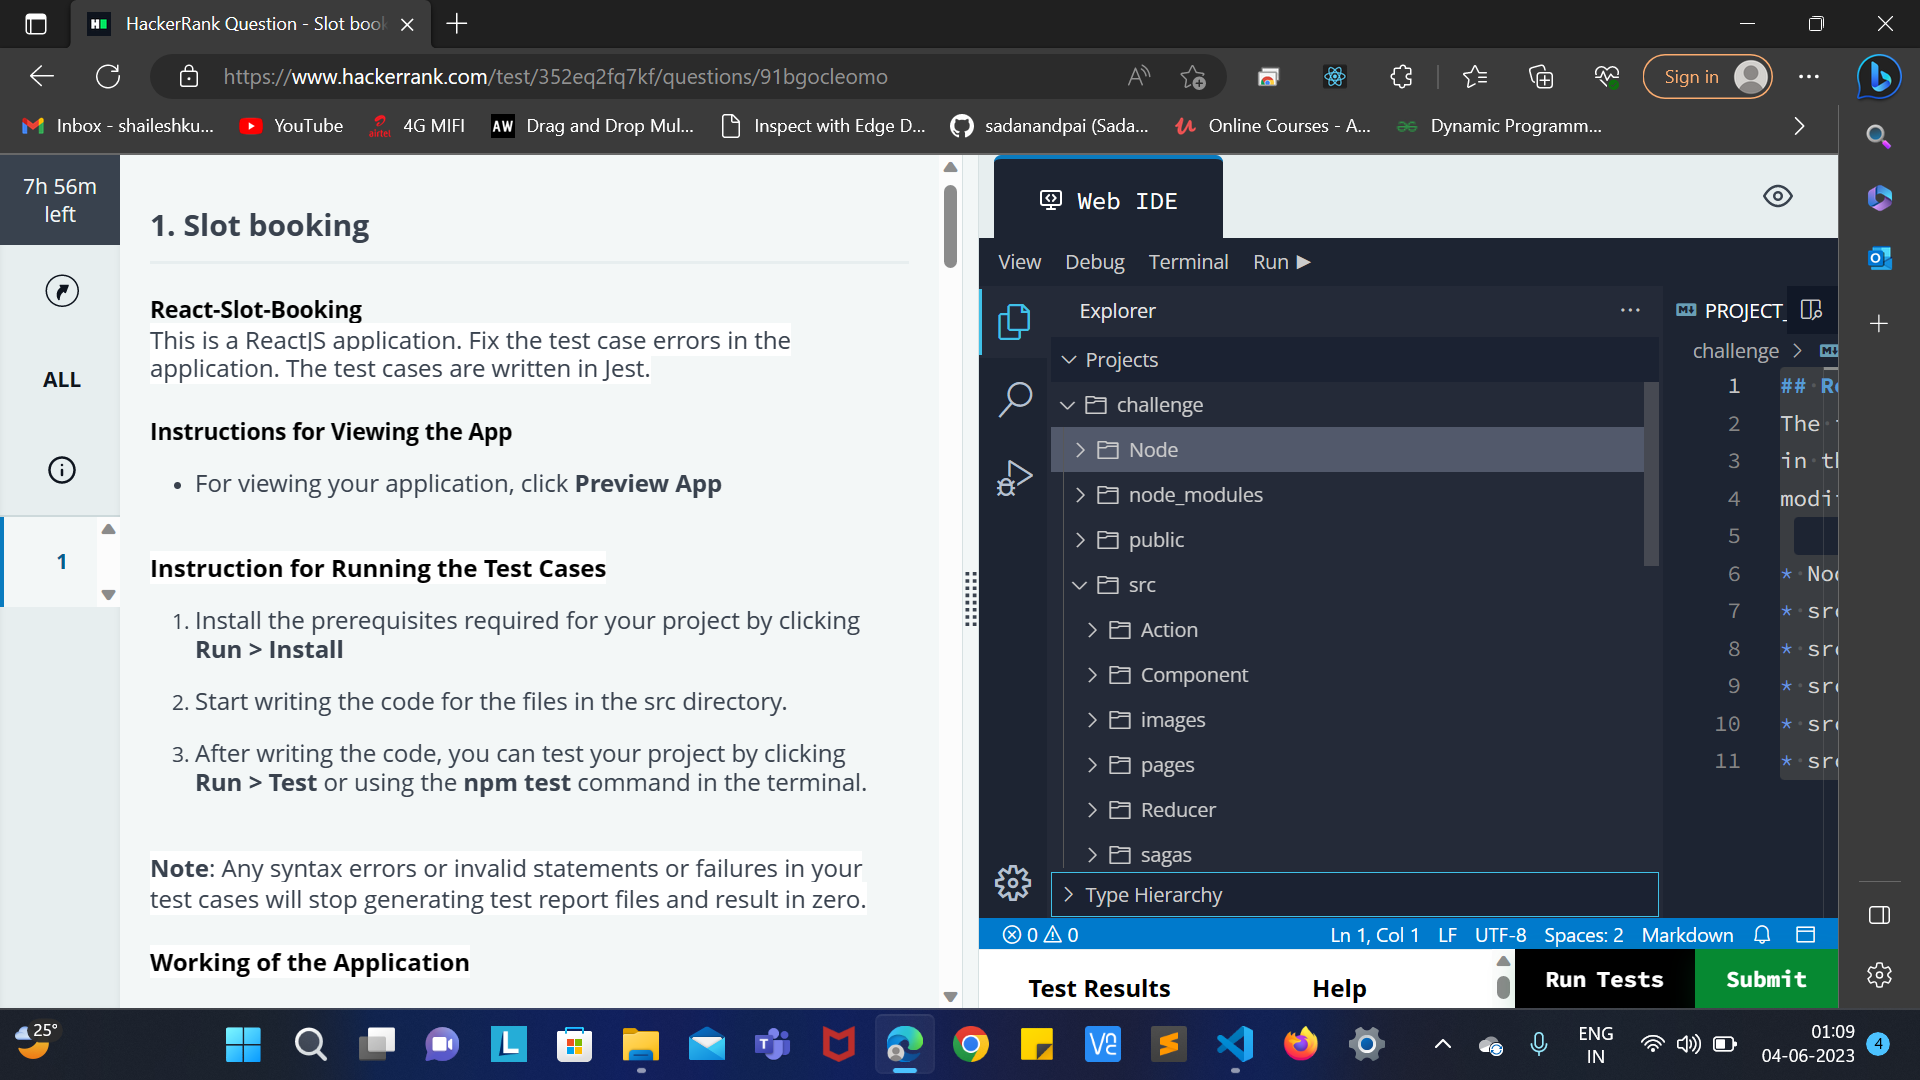 HackerRank Question - Slot book
https://www.hackerrank.com/test/352eq2fq7kf/questions/91bgocleomo
Sign in
Inbox - shaileshku...
YouTube
airtel
4G MIFI
AW
Drag and Drop Mul...
Inspect with Edge D...
sadanandpai (Sada...
Online Courses - A...
Dynamic Programm...
7h 56m
left
ALL
1
1. Slot booking
React-Slot-Booking
This is a ReactJS application. Fix the test case errors in the
application. The test cases are written in Jest.
Instructions for Viewing the App
• For viewing your application, click Preview App
Instruction for Running the Test Cases
1. Install the prerequisites required for your project by clicking
Run > Install
2. Start writing the code for the files in the src directory.
3. After writing the code, you can test your project by clicking
Run > Test or using the npm test command in the terminal.
Note: Any syntax errors or invalid statements or failures in your
test cases will stop generating test report files and result in zero.
Working of the Application
Web IDE
View Debug Terminal Run
Explorer
Projects
challenge
Node
node_modules
public
src
Action
Component
images
pages
Reducer
sagas
Type Hierarchy
PROJECT_
challenge
1 ##
2 The
3 in
4
5
6 *
7 *
8 *
9 *
10 *
11 *
0 0
Ln 1, Col 1 LF UTF-8 Spaces: 2 Markdown
Test Results
Help
Run Tests
Submit
25°
ENG
IN
01:09
04-06-2023
4